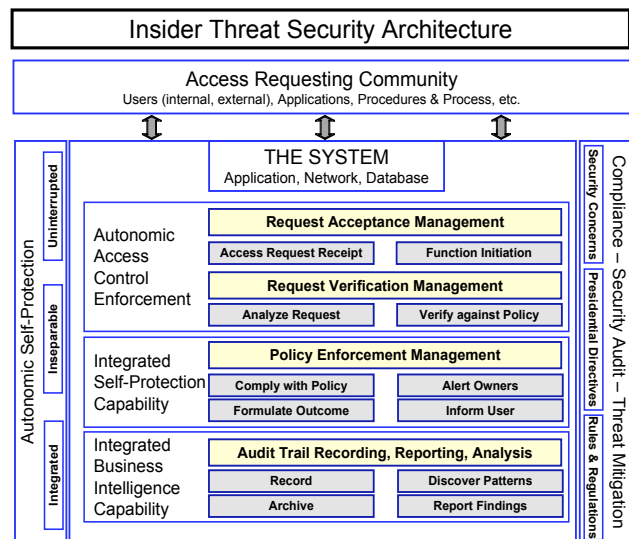 Insider Threat Security Architecture
Access Requesting Community
Users (internal, external), Applications, Procedures & Process, etc.
THE SYSTEM
Application, Network, Database
Autonomic Self-Protection
Uninterrupted
Inseparable
Integrated
Autonomic
Access
Control
Enforcement
Request Acceptance Management
Access Request Receipt
Function Initiation
Request Verification Management
Analyze Request
Verify against Policy
Integrated
Self-Protection
Capability
Policy Enforcement Management
Comply with Policy
Alert Owners
Formulate Outcome
Inform User
Integrated
Business
Intelligence
Capability
Audit Trail Recording, Reporting, Analysis
Record
Discover Patterns
Archive
Report Findings
Security Concerns
Presidential Directives
Rules & Regulations
Compliance – Security Audit – Threat Mitigation